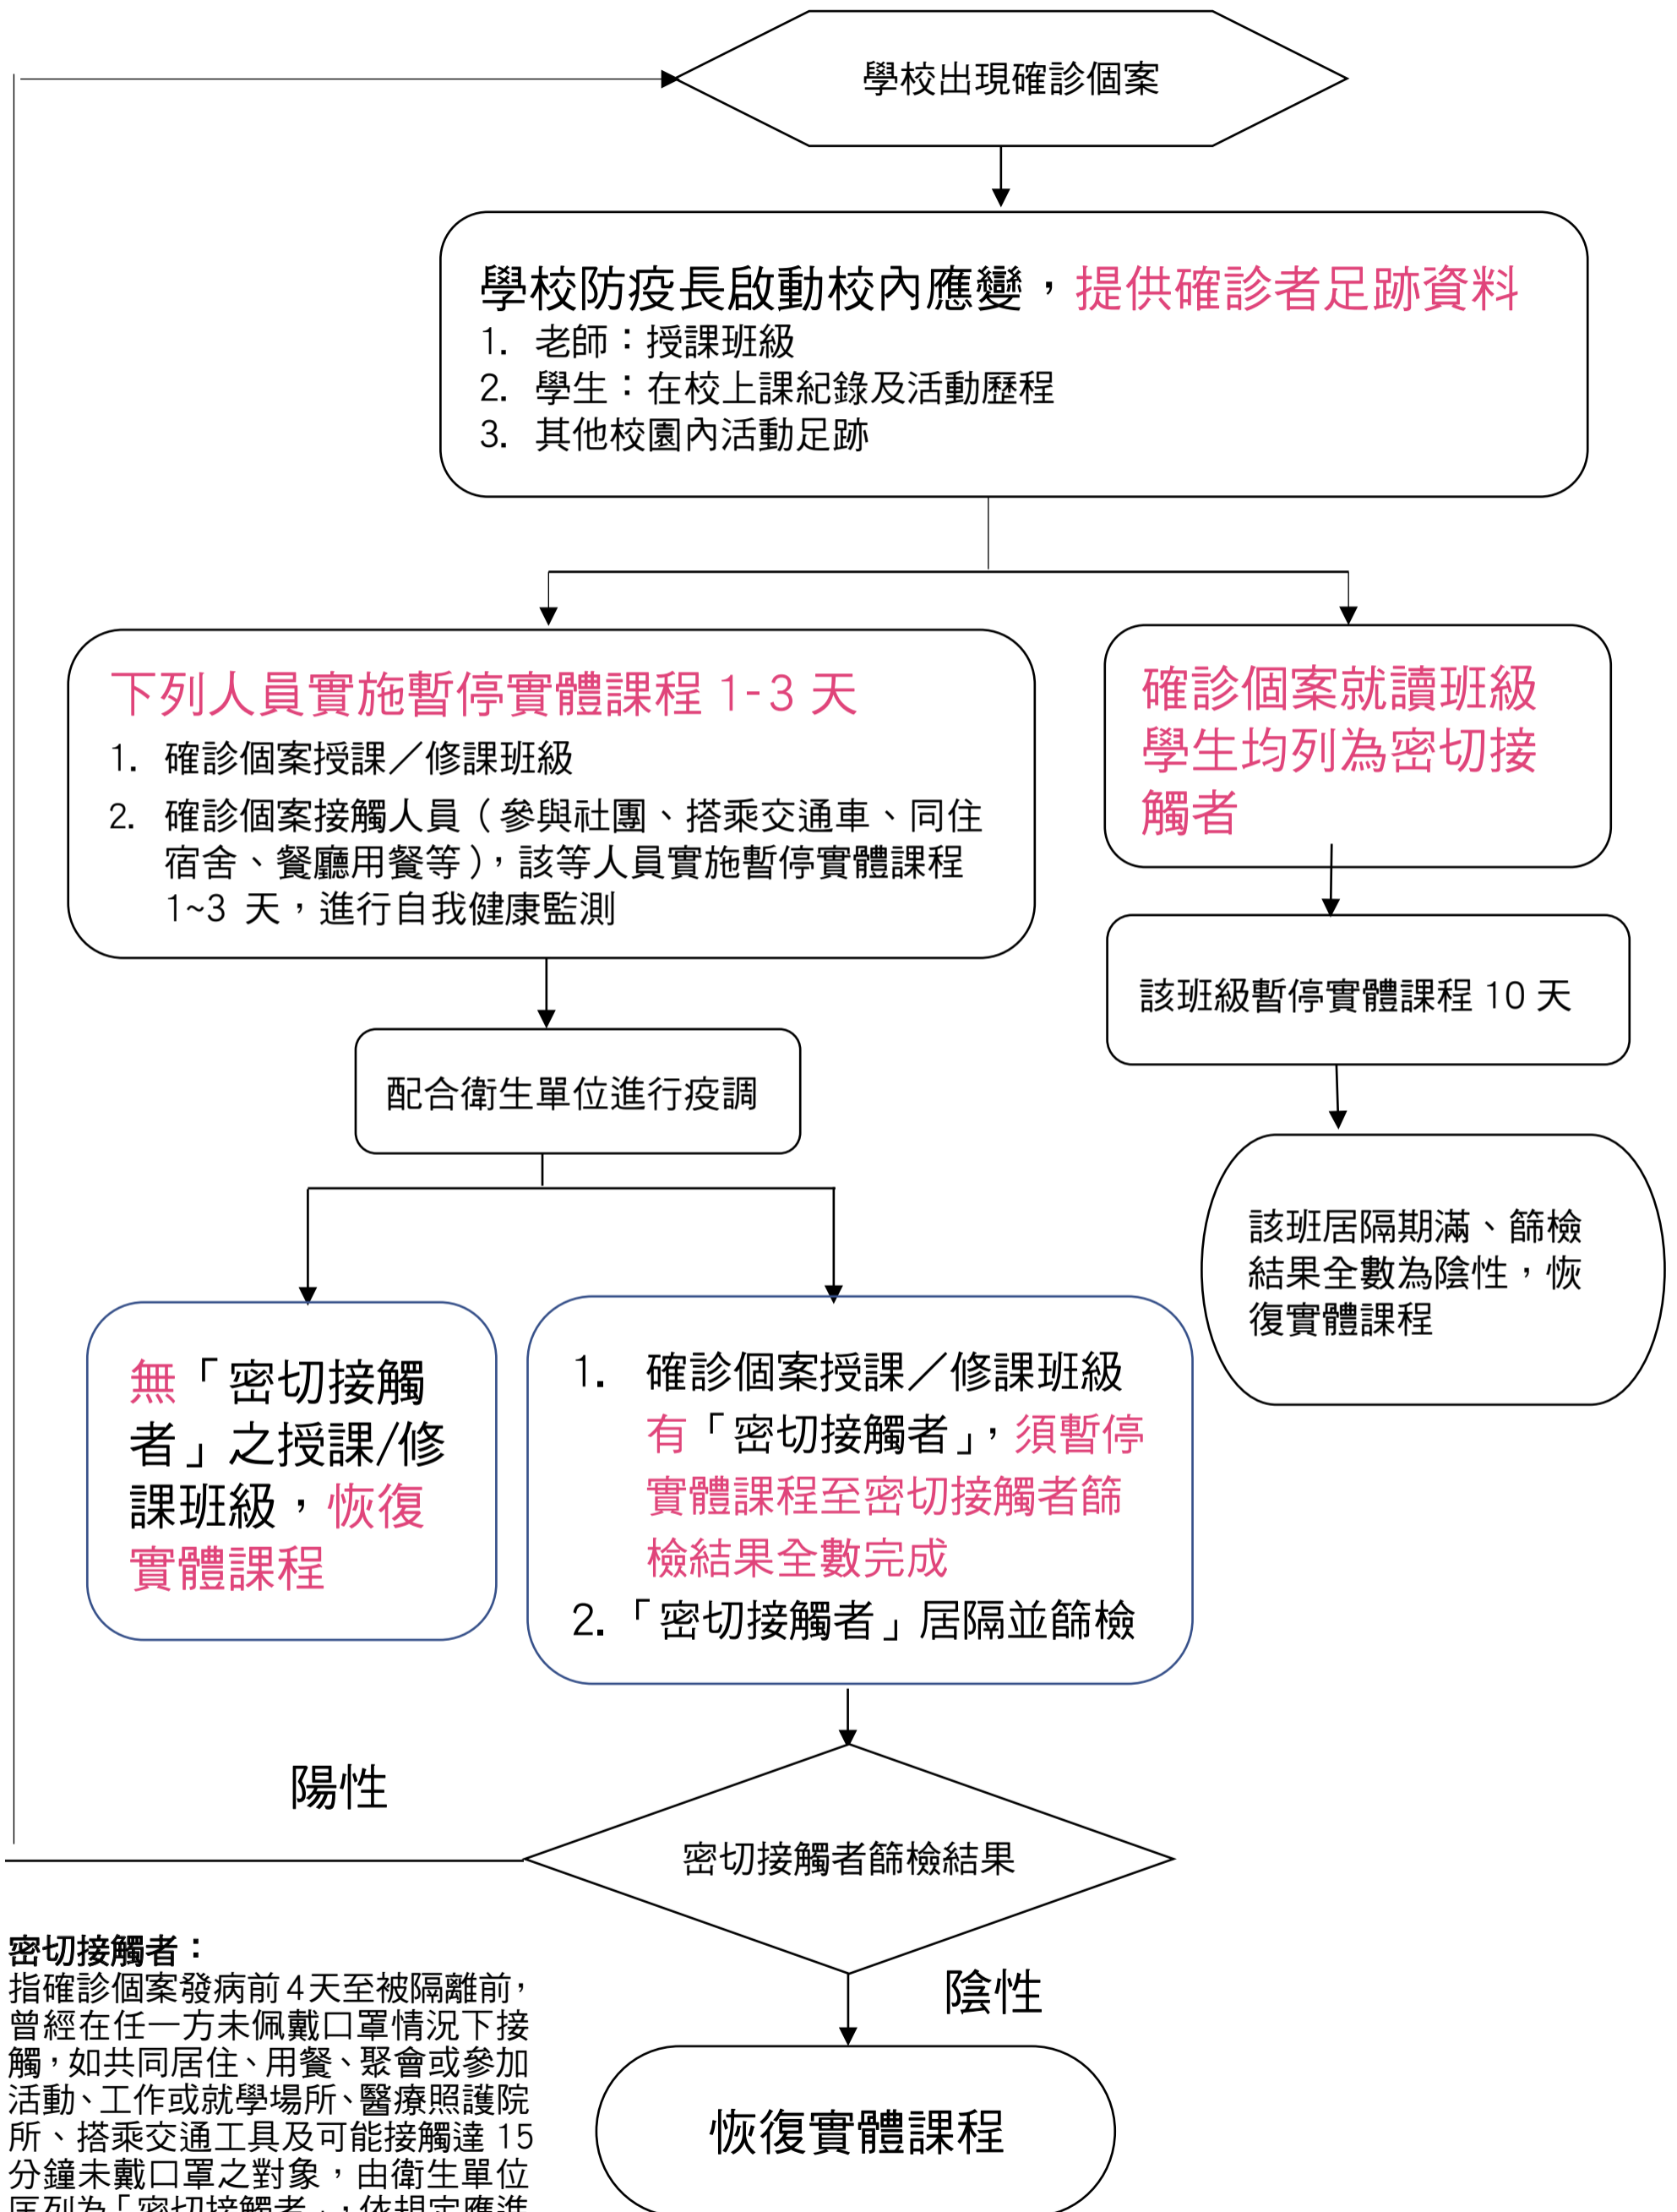 學校出現確診個案
學校防疫長啟動校內應變，提供確診者足跡資料
1. 老師：授課班級
2. 學生：在校上課紀錄及活動歷程
3. 其他校園內活動足跡
下列人員實施暫停實體課程 1-3 天
1. 確診個案授課／修課班級
2. 確診個案接觸人員（參與社團、搭乘交通車、同住
宿舍、餐廳用餐等），該等人員實施暫停實體課程
1~3 天，進行自我健康監測
確診個案就讀班級
學生均列為密切接
觸者
該班級暫停實體課程 10 天
配合衛生單位進行疫調
該班居隔期滿、篩檢
結果全數為陰性，恢
復實體課程
無「密切接觸
者」之授課/修
課班級，恢復
實體課程
1. 確診個案授課／修課班級
有「密切接觸者」，須暫停
實體課程至密切接觸者篩
檢結果全數完成
2.「密切接觸者」居隔並篩檢
陽性
密切接觸者篩檢結果
陰性
恢復實體課程
密切接觸者：
指確診個案發病前 4 天至被隔離前，
曾經在任一方未佩戴口罩情況下接
觸，如共同居住、用餐、聚會或參加
活動、工作或就學場所、醫療照護院
所、搭乘交通工具及可能接觸達 15
分鐘未戴口罩之對象，由衛生單位
匡列為「密切接觸者」，依規定應進